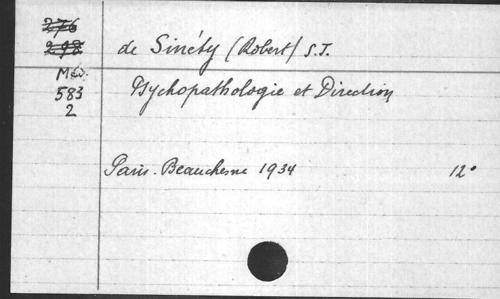 276
298
Méd.
583
2
de Sinéty (Robert) S.J.
Psychopathologie et Direction
Paris. Beauchesne 1934 12°